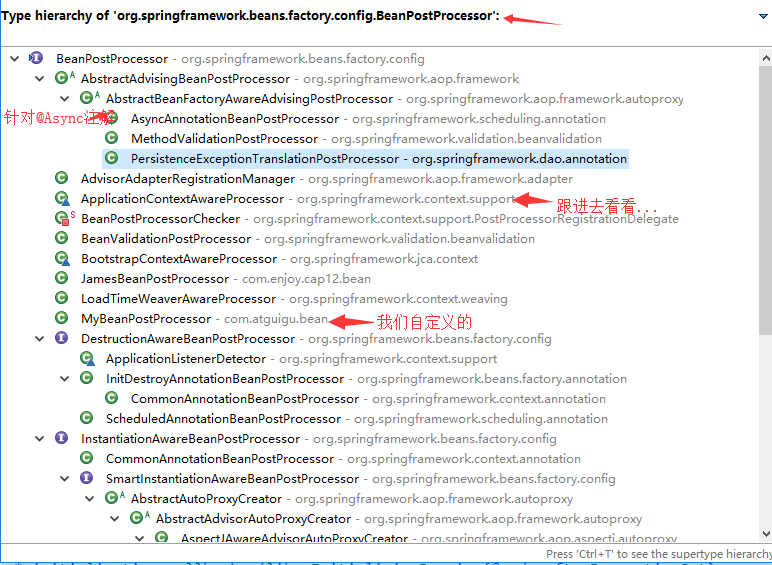 Type hierarchy of 'org.springframework.beans.factory.config.BeanPostProcessor':
BeanPostProcessor - org.springframework.beans.factory.config
AbstractAdvisingBeanPostProcessor - org.springframework.aop.framework
AbstractBeanFactoryAwareAdvisingPostProcessor - org.springframework.aop.framework.autoproxy
针对@Async注解 AsyncAnnotationBeanPostProcessor - org.springframework.scheduling.annotation
MethodValidationPostProcessor - org.springframework.validation.beanvalidation
PersistenceExceptionTranslationPostProcessor - org.springframework.dao.annotation
AdvisorAdapterRegistrationManager - org.springframework.aop.framework.adapter
ApplicationContextAwareProcessor - org.springframework.context.support 跟进去看看...
BeanPostProcessorChecker - org.springframework.context.support.PostProcessorRegistrationDelegate
BeanValidationPostProcessor - org.springframework.validation.beanvalidation
BootstrapContextAwareProcessor - org.springframework.jca.context
JamesBeanPostProcessor - com.enjoy.cap12.bean
LoadTimeWeaverAwareProcessor - org.springframework.context.weaving
MyBeanPostProcessor - com.atguigu.bean 我们自定义的
DestructionAwareBeanPostProcessor - org.springframework.beans.factory.config
ApplicationListenerDetector - org.springframework.context.support
InitDestroyAnnotationBeanPostProcessor - org.springframework.beans.factory.annotation
CommonAnnotationBeanPostProcessor - org.springframework.context.annotation
ScheduledAnnotationBeanPostProcessor - org.springframework.scheduling.annotation
InstantiationAwareBeanPostProcessor - org.springframework.beans.factory.config
CommonAnnotationBeanPostProcessor - org.springframework.context.annotation
SmartInstantiationAwareBeanPostProcessor - org.springframework.beans.factory.config
AbstractAutoProxyCreator - org.springframework.aop.framework.autoproxy
AbstractAdvisorAutoProxyCreator - org.springframework.aop.framework.autoproxy
AspectJAwareAdvisorAutoProxyCreator - org.springframework.aop.aspectj.autoproxy
Press 'Ctrl+T' to see the supertype hierarchy